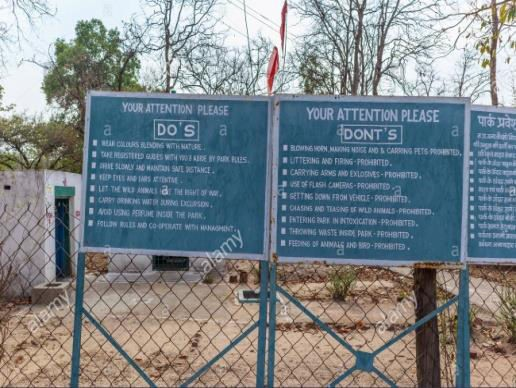 YOUR ATTENTION PLEASE
DO'S
WEAR COLOURS BLENDING WITH NATURE.
TAKE REGISTERED GUIDES WITH YOU & ABIDE BY PARK RULES.
DRIVE SLOWLY AND MAINTAIN SAFE DISTANCE.
KEEP EYES AND EARS ATTENTIVE.
LET THE WILD ANIMALS GET THE RIGHT OF WAY.
CARRY DRINKING WATER DURING EXCURSION.
AVOID USING PERFUME INSIDE THE PARK.
FOLLOW RULES AND CO-OPERATE WITH MANAGMENT.
YOUR ATTENTION PLEASE
DONT'S
BLOWING HORN, MAKING NOISE AND & CARRING PETS-PROHIBITED.
LITTERING AND FIRING-PROHIBITED.
CARRYING ARMS AND EXPLOSIVES-PROHIBITED.
USE OF FLASH CAMERAS-PROHIBITED.
GETTING DOWN FROM VEHICLE-PROHIBITED.
CHASING AND TEASING OF WILD ANIMALS-PROHIBITED.
ENTERING PARK IN INTOXICATION-PROHIBITED.
THROWING WASTE INSIDE PARK-PROHIBITED.
FEEDING OF ANIMALS AND BIRD-PROHIBITED.
पार्क
alamy
alamy
alamy